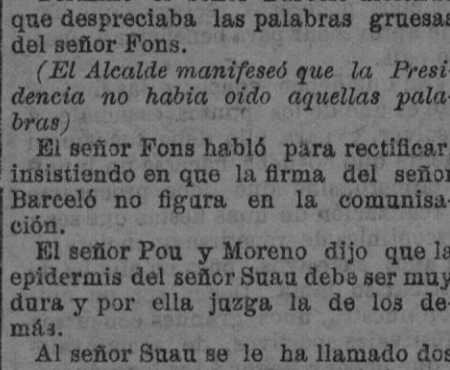 que despreciaba las palabras gruesas
del señor Fons.
(El Alcalde manifeseó que la Presi-
dencia no habia oido aquellas pala-
bras)
El señor Fons habló para rectificar
insistiendo en que la firma del señor
Barceló no figura en la comunisa-
ción.
El señor Pou y Moreno dijo que la
epidermis del señor Suau debe ser muy
dura y por ella juzga la de los de-
más.
Al señor Suau se le ha llamado dos